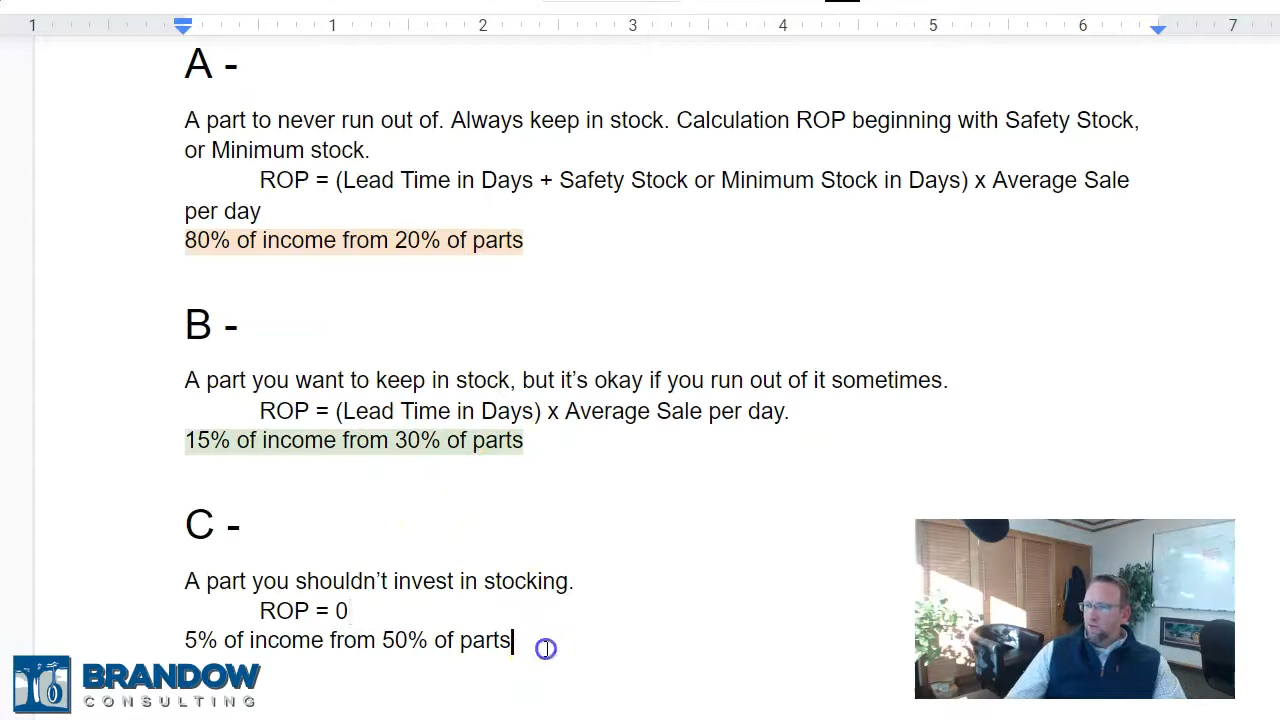 1 1 2 3 4 5 6 7
A -
A part to never run out of. Always keep in stock. Calculation ROP beginning with Safety Stock,
or Minimum stock.
ROP = (Lead Time in Days + Safety Stock or Minimum Stock in Days) x Average Sale
per day
80% of income from 20% of parts
B -
A part you want to keep in stock, but it’s okay if you run out of it sometimes.
ROP = (Lead Time in Days) x Average Sale per day.
15% of income from 30% of parts
C -
A part you shouldn’t invest in stocking.
ROP = 0
5% of income from 50% of parts
BRANDOW
CONSULTING